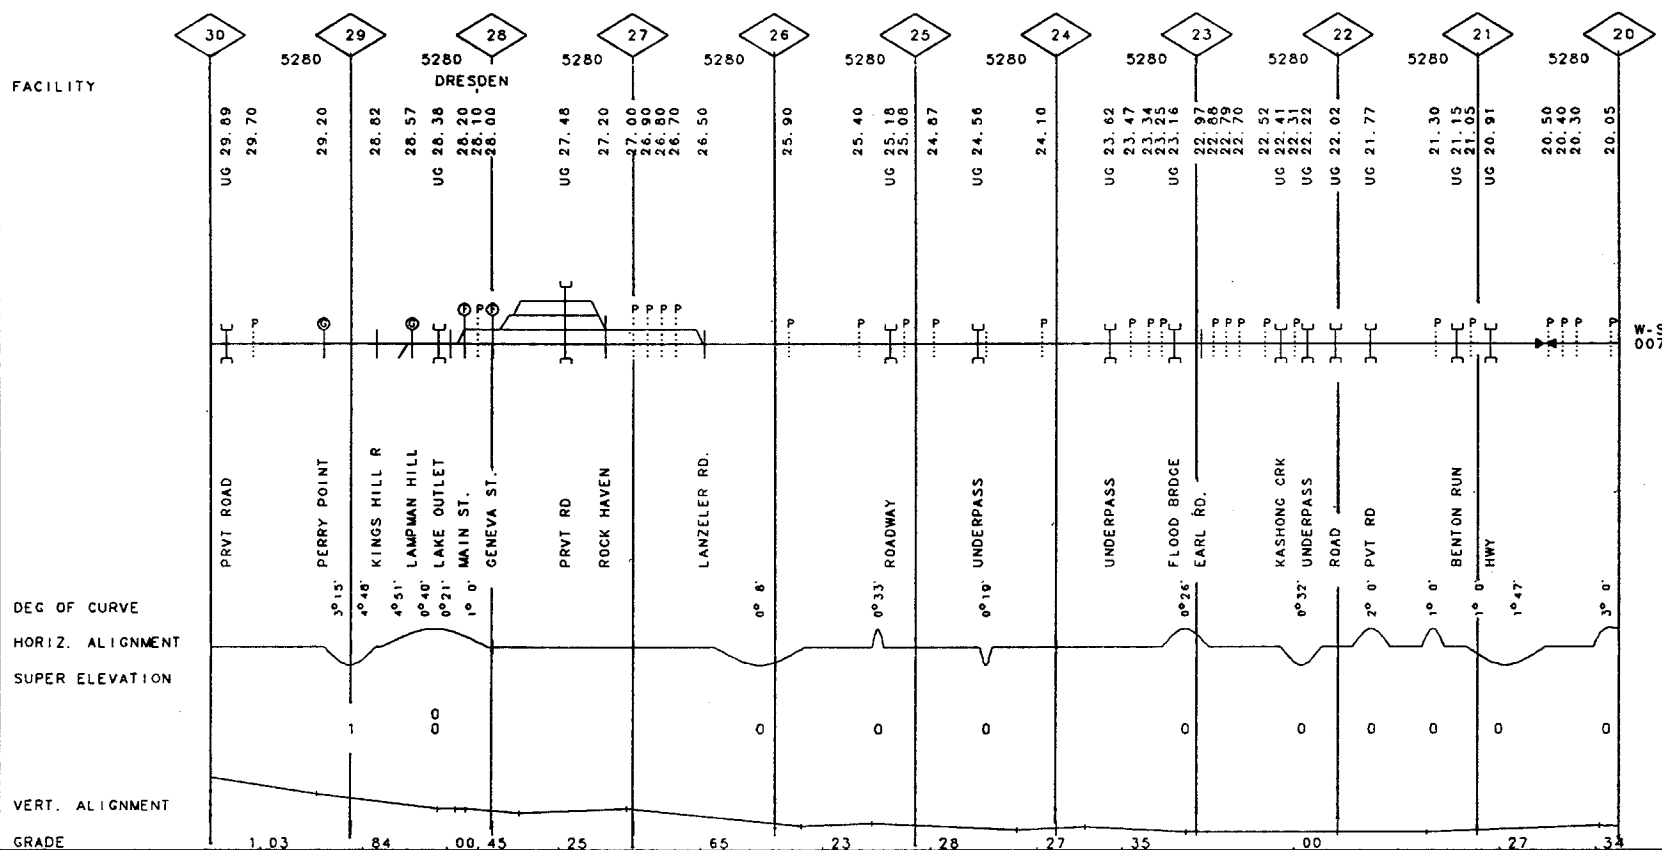 30 29 28 27 26 25 24 23 22 21 20
5280 5280 5280 5280 5280 5280 5280 5280 5280 5280
DRESDEN
FACILITY
UG 29.89
29.70
29.20
28.82
28.57
UG 28.38
28.20
28.10
28.00
UG 27.48
27.20
27.00
26.90
26.80
26.70
26.50
25.90
25.40
UG 25.18
25.08
24.87
UG 24.56
24.10
UG 23.62
23.47
23.34
23.25
UG 23.16
22.97
22.88
22.79
22.70
22.52
UG 22.41
22.31
UG 22.22
UG 22.02
UG 21.77
21.30
UG 21.15
21.05
UG 20.91
20.50
20.40
20.30
20.05
P G G F P F P P P P P P P P P P P P P P P P P P P P P P P P
W-S
007
PRVT ROAD
PERRY POINT
KINGS HILL R
LAMPMAN HILL
LAKE OUTLET
MAIN ST.
GENEVA ST.
PRVT RD
ROCK HAVEN
LANZELER RD.
ROADWAY
UNDERPASS
UNDERPASS
FLOOD BRDGE
EARL RD.
KASHONG CRK
UNDERPASS
ROAD
PVT RD
BENTON RUN
HWY
DEG OF CURVE
3°15' 4°48' 4°51' 0°40' 0°21' 1° 0' 0° 8' 0°33' 0°19' 0°26' 0°32' 2° 0' 1° 0' 1° 0' 1°47' 3° 0'
HORIZ. ALIGNMENT
SUPER ELEVATION
0
1 0 0 0 0 0 0 0 0 0 0
VERT. ALIGNMENT
GRADE 1.03 84 00 45 25 65 23 28 27 35 00 27 34